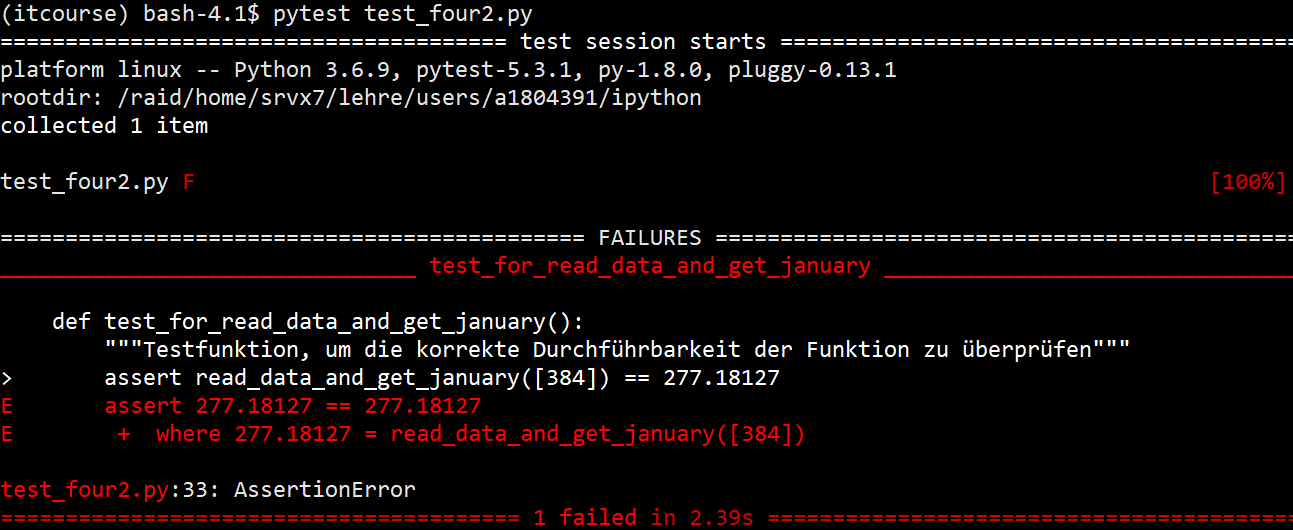 (itcourse) bash-4.1$ pytest test_four2.py
======================================= test session starts ========================================
platform linux -- Python 3.6.9, pytest-5.3.1, py-1.8.0, pluggy-0.13.1
rootdir: /raid/home/srvx7/lehre/users/a1804391/ipython
collected 1 item
test_four2.py F [100%]
============================================= FAILURES =============================================
________________________________ test_for_read_data_and_get_january ________________________________
def test_for_read_data_and_get_january():
"""Testfunktion, um die korrekte Durchführbarkeit der Funktion zu überprüfen"""
> assert read_data_and_get_january([384]) == 277.18127
E assert 277.18127 == 277.18127
E + where 277.18127 = read_data_and_get_january([384])
test_four2.py:33: AssertionError
======================================== 1 failed in 2.39s =========================================